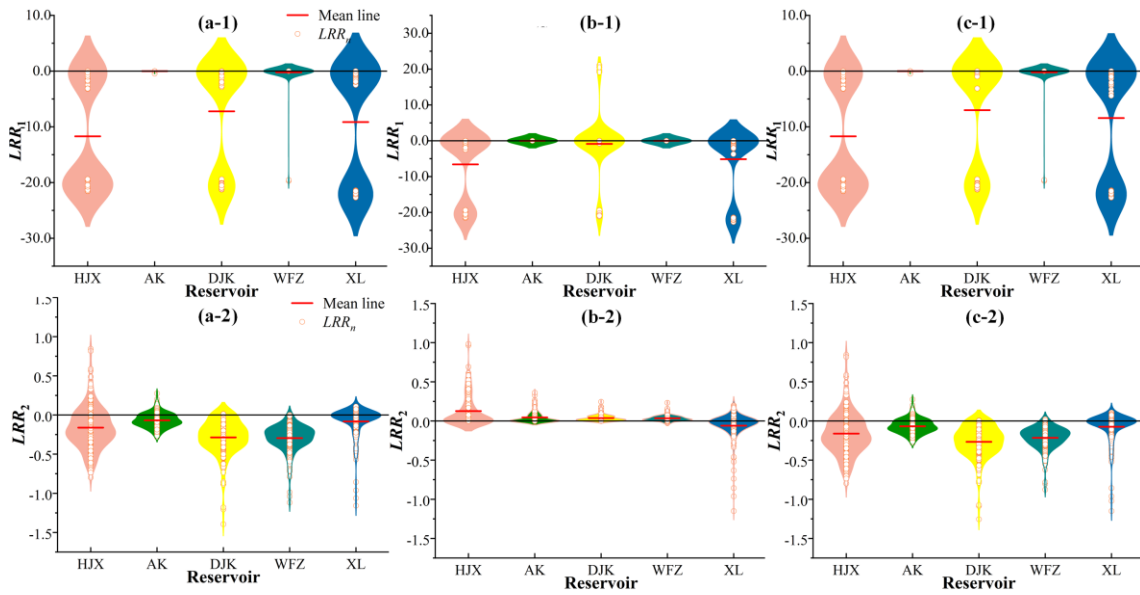 (a-1)
Mean line
LRRₙ
10.0
0.0
-10.0
-20.0
-30.0
LRR₁
HJX AK DJK WFZ XL
Reservoir
(b-1)
30.0
20.0
10.0
0.0
-10.0
-20.0
-30.0
LRR₁
HJX AK DJK WFZ XL
Reservoir
(c-1)
10.0
0.0
-10.0
-20.0
-30.0
LRR₁
HJX AK DJK WFZ XL
Reservoir
(a-2)
Mean line
LRRₙ
1.5
1.0
0.5
0.0
-0.5
-1.0
-1.5
LRR₂
HJX AK DJK WFZ XL
Reservoir
(b-2)
1.5
1.0
0.5
0.0
-0.5
-1.0
-1.5
LRR₂
HJX AK DJK WFZ XL
Reservoir
(c-2)
1.5
1.0
0.5
0.0
-0.5
-1.0
-1.5
LRR₂
HJX AK DJK WFZ XL
Reservoir